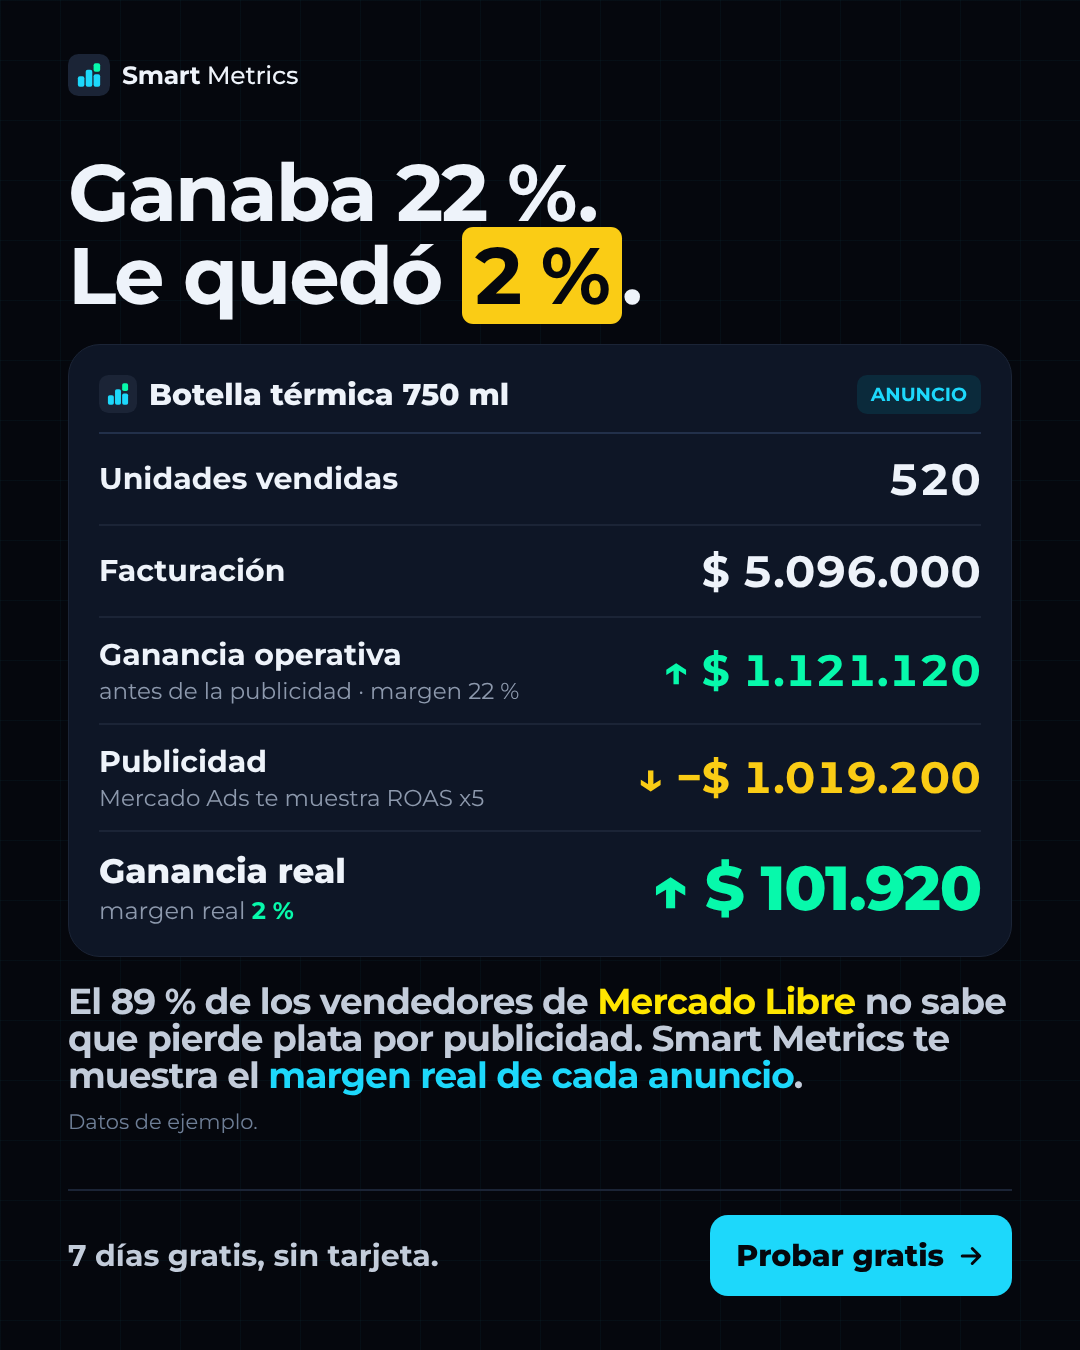 Smart Metrics
Ganaba 22 %.
Le quedó 2 %.
Botella térmica 750 ml
ANUNCIO
Unidades vendidas
520
Facturación
$ 5.096.000
Ganancia operativa
antes de la publicidad · margen 22 %
↑ $ 1.121.120
Publicidad
Mercado Ads te muestra ROAS x5
↓ −$ 1.019.200
Ganancia real
margen real 2 %
↑ $ 101.920
El 89 % de los vendedores de Mercado Libre no sabe
que pierde plata por publicidad. Smart Metrics te
muestra el margen real de cada anuncio.
Datos de ejemplo.
7 días gratis, sin tarjeta.
Probar gratis →